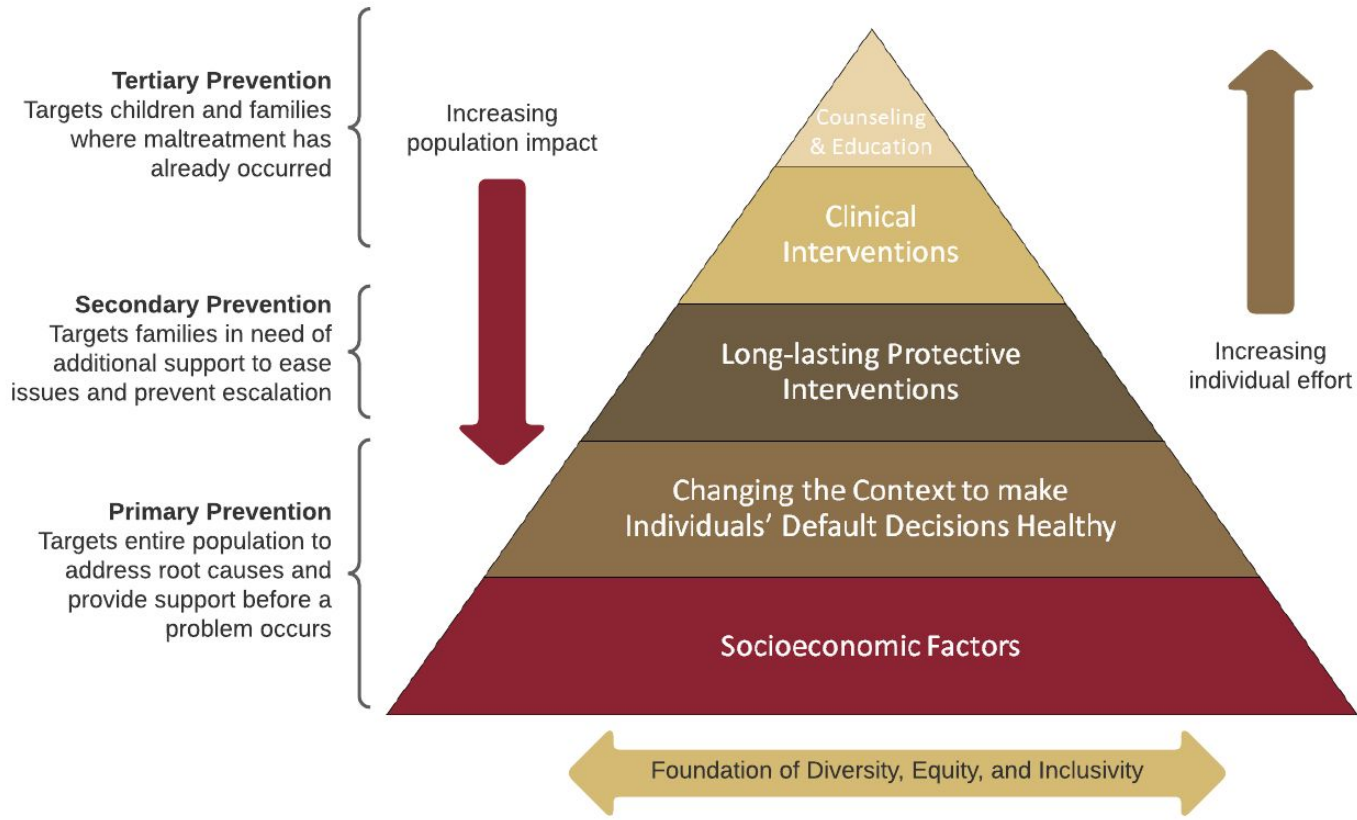 Tertiary Prevention
Targets children and families
where maltreatment has
already occurred
Secondary Prevention
Targets families in need of
additional support to ease
issues and prevent escalation
Primary Prevention
Targets entire population to
address root causes and
provide support before a
problem occurs
Increasing
population impact
Counseling
& Education
Clinical
Interventions
Long-lasting Protective
Interventions
Changing the Context to make
Individuals’ Default Decisions Healthy
Socioeconomic Factors
Increasing
individual effort
Foundation of Diversity, Equity, and Inclusivity